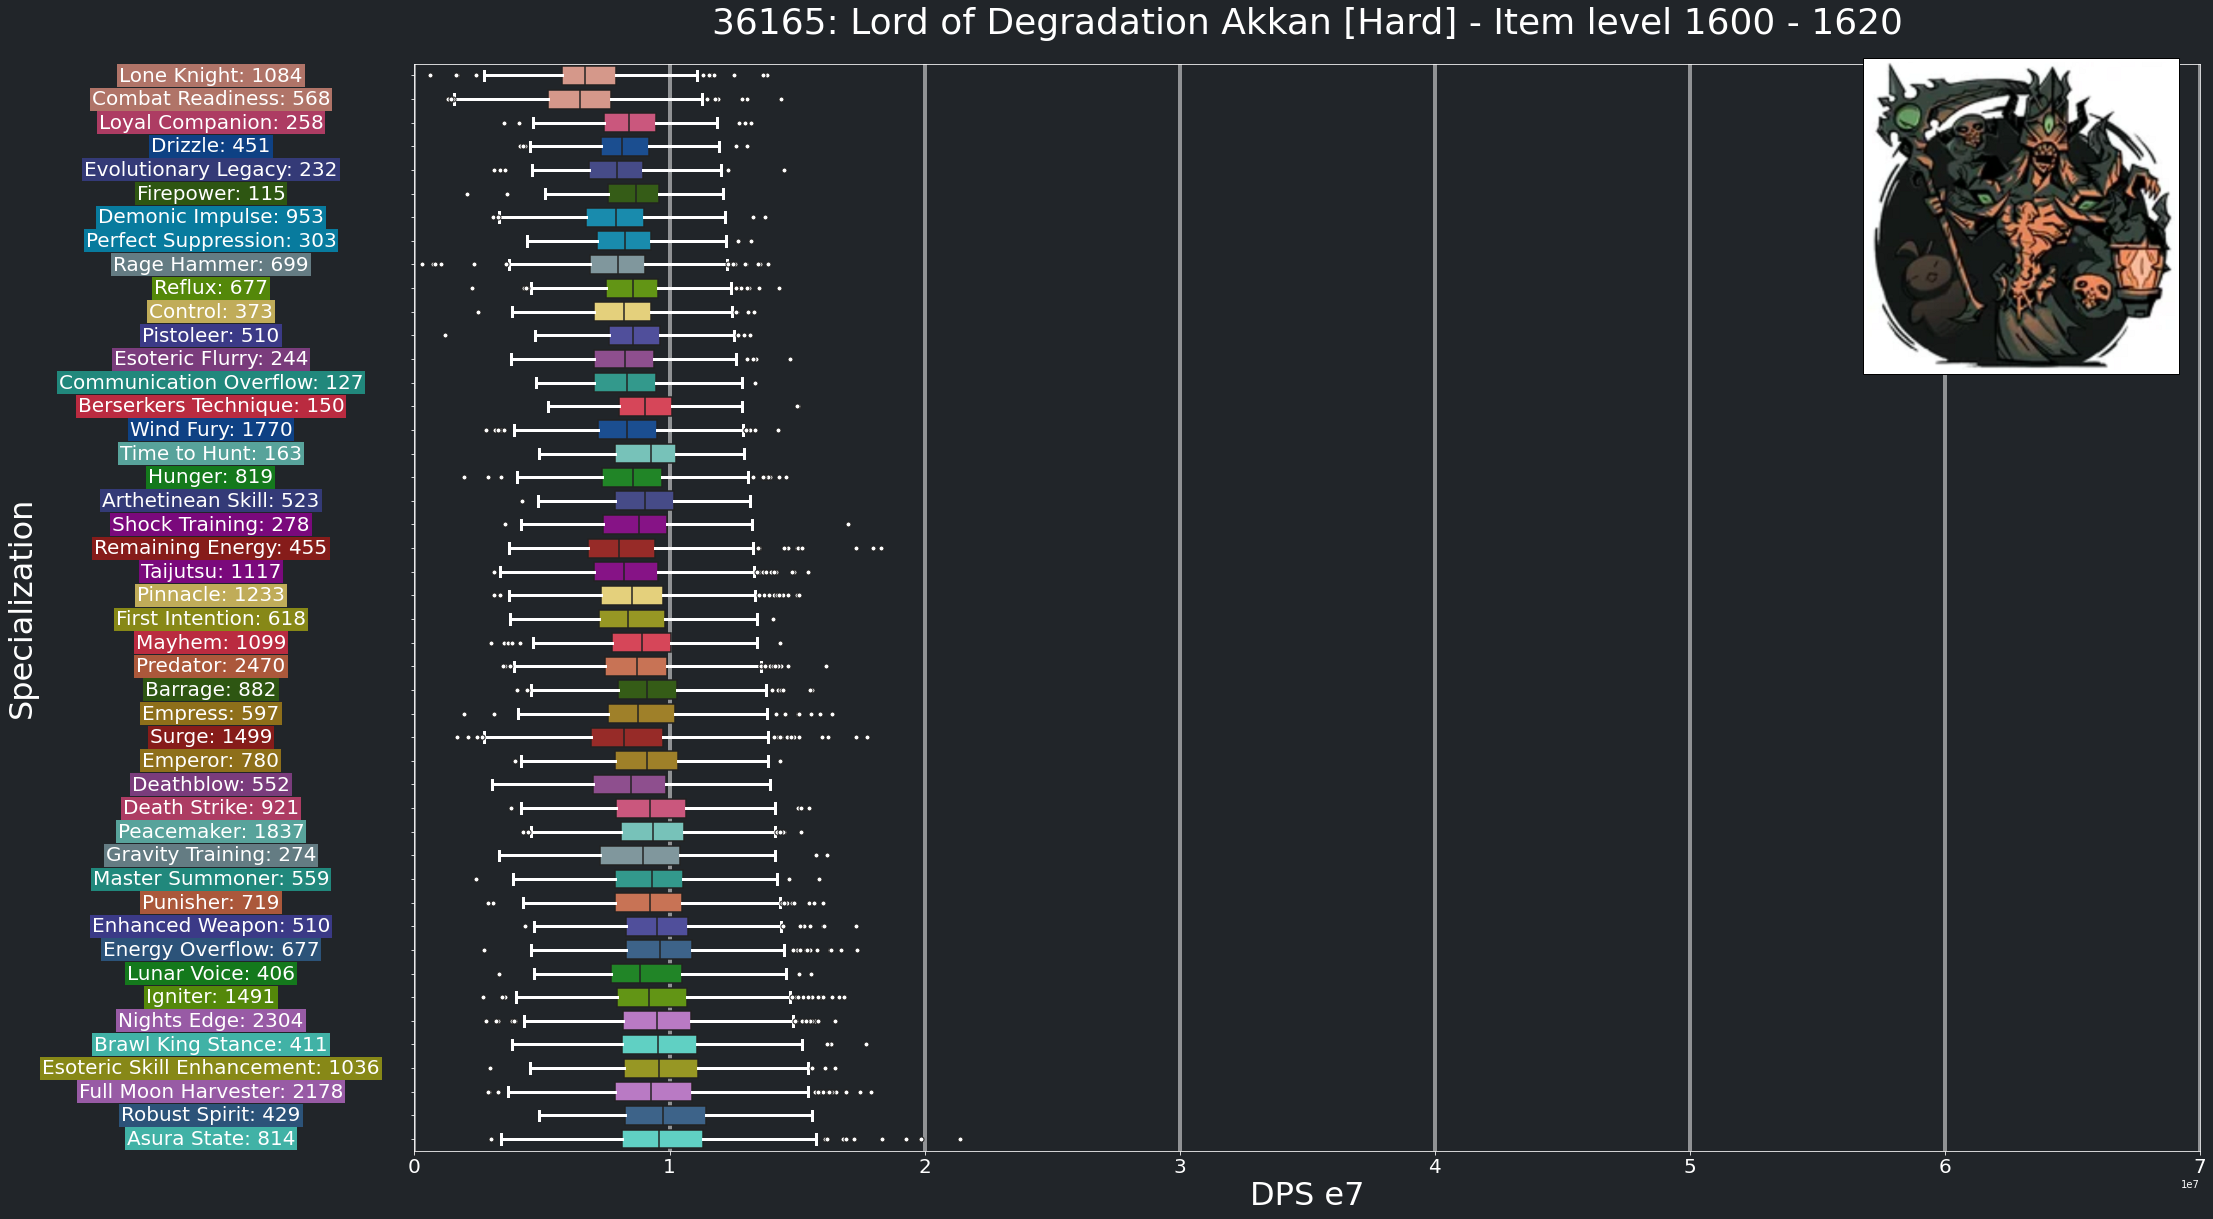 36165: Lord of Degradation Akkan [Hard] - Item level 1600 - 1620
Lone Knight: 1084
Combat Readiness: 568
Loyal Companion: 258
Drizzle: 451
Evolutionary Legacy: 232
Firepower: 115
Demonic Impulse: 953
Perfect Suppression: 303
Rage Hammer: 699
Reflux: 677
Control: 373
Pistoleer: 510
Esoteric Flurry: 244
Communication Overflow: 127
Berserkers Technique: 150
Wind Fury: 1770
Time to Hunt: 163
Hunger: 819
Arthetinean Skill: 523
Shock Training: 278
Remaining Energy: 455
Taijutsu: 1117
Pinnacle: 1233
First Intention: 618
Mayhem: 1099
Predator: 2470
Barrage: 882
Empress: 597
Surge: 1499
Emperor: 780
Deathblow: 552
Death Strike: 921
Peacemaker: 1837
Gravity Training: 274
Master Summoner: 559
Punisher: 719
Enhanced Weapon: 510
Energy Overflow: 677
Lunar Voice: 406
Igniter: 1491
Nights Edge: 2304
Brawl King Stance: 411
Esoteric Skill Enhancement: 1036
Full Moon Harvester: 2178
Robust Spirit: 429
Asura State: 814
Specialization
0 1 2 3 4 5 6 7
1e7
DPS e7